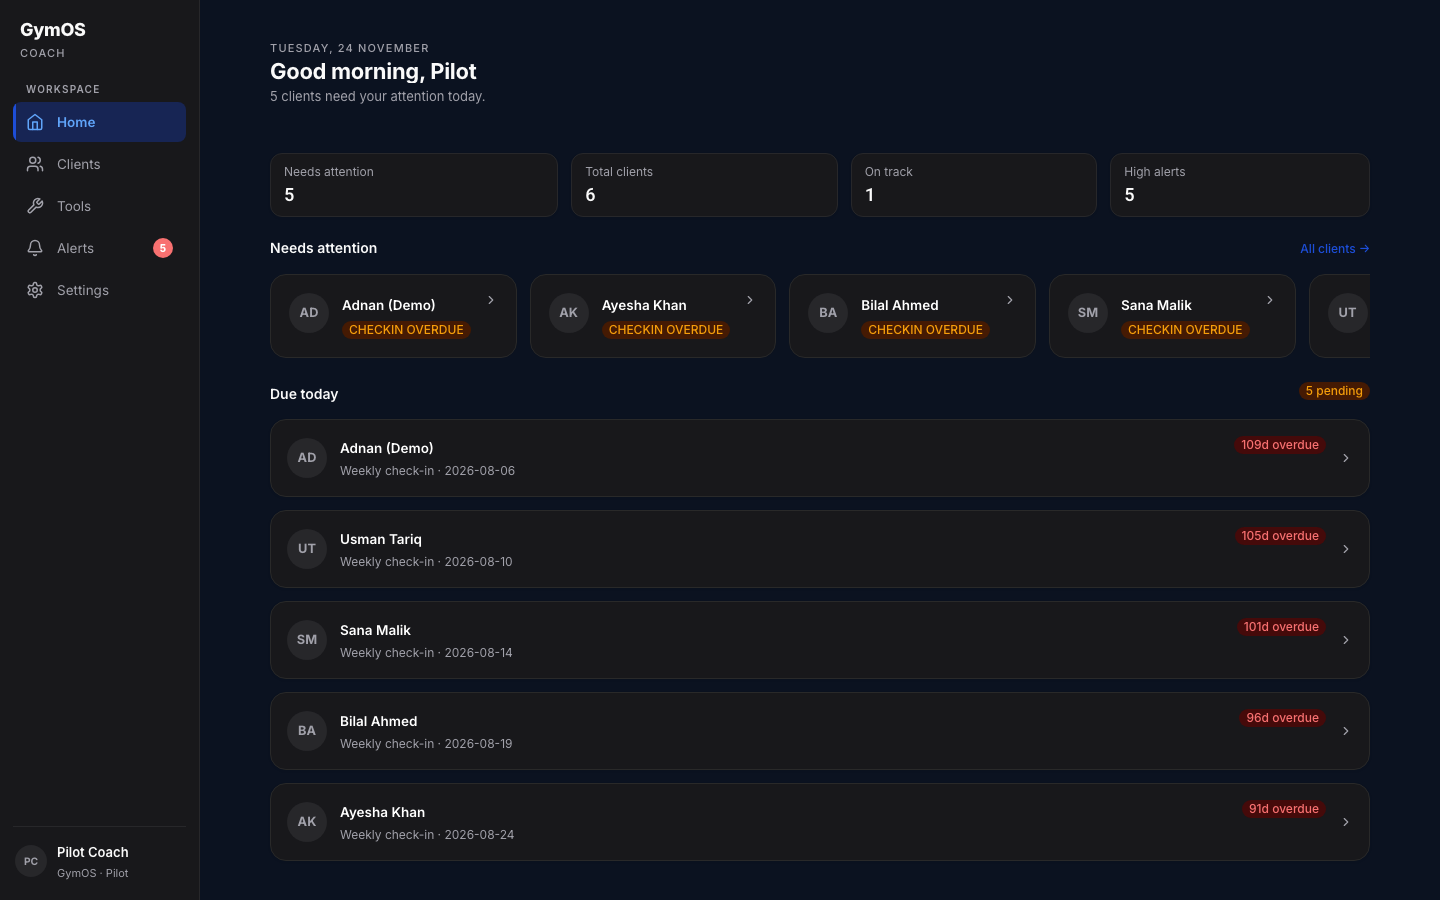 GymOS
COACH
WORKSPACE
Home
Clients
Tools
Alerts
5
Settings
PC
Pilot Coach
GymOS · Pilot
TUESDAY, 24 NOVEMBER
Good morning, Pilot
5 clients need your attention today.
Needs attention
5
Total clients
6
On track
1
High alerts
5
Needs attention
All clients →
AD
Adnan (Demo)
CHECKIN OVERDUE
AK
Ayesha Khan
CHECKIN OVERDUE
BA
Bilal Ahmed
CHECKIN OVERDUE
SM
Sana Malik
CHECKIN OVERDUE
UT
Due today
5 pending
AD
Adnan (Demo)
Weekly check-in · 2026-08-06
109d overdue
UT
Usman Tariq
Weekly check-in · 2026-08-10
105d overdue
SM
Sana Malik
Weekly check-in · 2026-08-14
101d overdue
BA
Bilal Ahmed
Weekly check-in · 2026-08-19
96d overdue
AK
Ayesha Khan
Weekly check-in · 2026-08-24
91d overdue